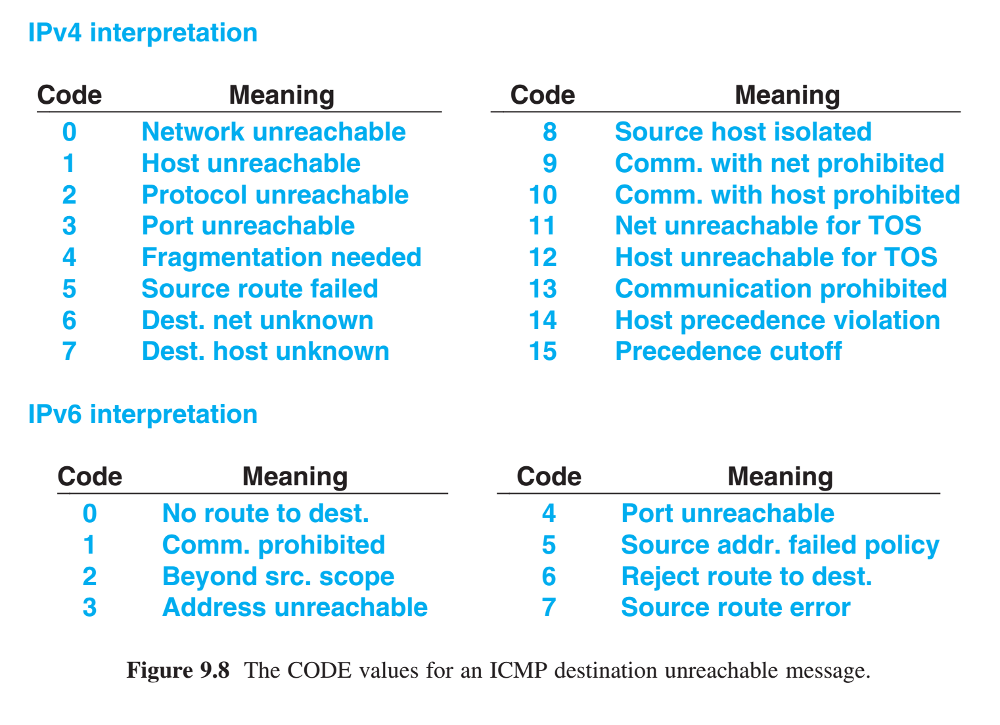 IPv4 interpretation
Code Meaning
0 Network unreachable
1 Host unreachable
2 Protocol unreachable
3 Port unreachable
4 Fragmentation needed
5 Source route failed
6 Dest. net unknown
7 Dest. host unknown
Code Meaning
8 Source host isolated
9 Comm. with net prohibited
10 Comm. with host prohibited
11 Net unreachable for TOS
12 Host unreachable for TOS
13 Communication prohibited
14 Host precedence violation
15 Precedence cutoff
IPv6 interpretation
Code Meaning
0 No route to dest.
1 Comm. prohibited
2 Beyond src. scope
3 Address unreachable
Code Meaning
4 Port unreachable
5 Source addr. failed policy
6 Reject route to dest.
7 Source route error
Figure 9.8 The CODE values for an ICMP destination unreachable message.